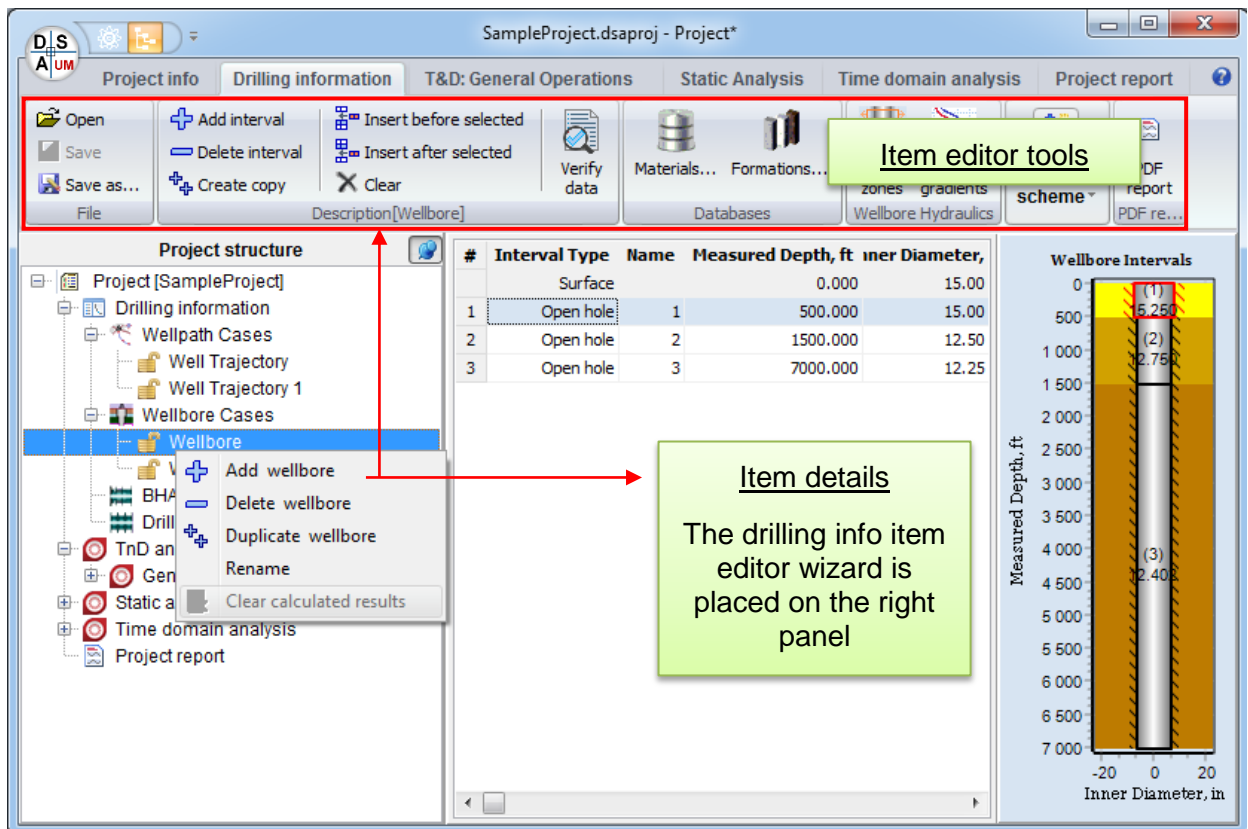 SampleProject.dsaproj - Project*
D S
A UM
Project info Drilling information T&D: General Operations Static Analysis Time domain analysis Project report
Open
Save
Save as...
File
Add interval
Delete interval
Create copy
Insert before selected
Insert after selected
Clear
Verify
data
Description[Wellbore]
Materials... Formations...
Databases
zones gradients
Wellbore Hydraulics
scheme
PDF
report
PDF re...
Item editor tools
Project structure
Project [SampleProject]
Drilling information
Wellpath Cases
Well Trajectory
Well Trajectory 1
Wellbore Cases
Wellbore
W
BHA
Drill
TnD an
Gen
Static a
Time domain analysis
Project report
Add wellbore
Delete wellbore
Duplicate wellbore
Rename
Clear calculated results
# Interval Type Name Measured Depth, ft nner Diameter,
Surface 0.000 15.00
1 Open hole 1 500.000 15.00
2 Open hole 2 1500.000 12.50
3 Open hole 3 7000.000 12.25
Item details
The drilling info item
editor wizard is
placed on the right
panel
Wellbore Intervals
0
500
1 000
1 500
2 000
2 500
3 000
3 500
4 000
4 500
5 000
5 500
6 000
6 500
7 000
Measured Depth, ft
(1)
15.250
(2)
12.750
(3)
12.408
-20 0 20
Inner Diameter, in